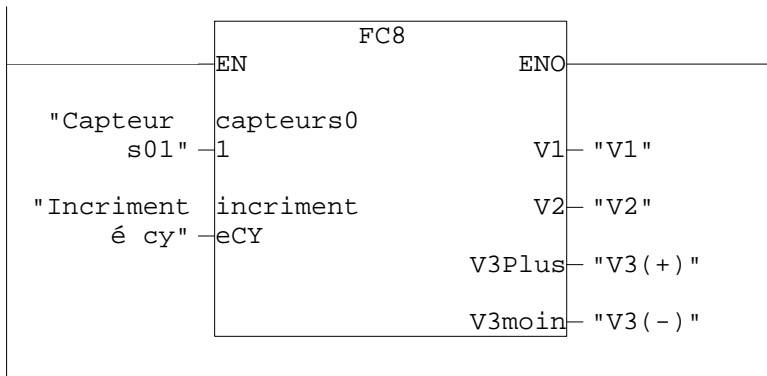 FC8
EN ENO
"Capteur capteurs0
s01" 1 V1 "V1"
"Incriment incriment V2 "V2"
é cy" eCY
V3Plus "V3(+)"
V3moin "V3(-)"